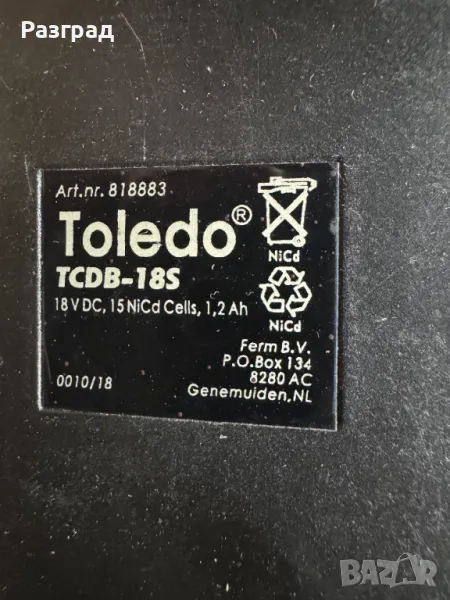 Разград
Art.nr. 818883
Toledo®
TCDB-18S
18 V DC, 15 NiCd Cells, 1,2 Ah
NiCd
NiCd
Ferm B.V.
P.O.Box 134
8280 AC
Genemuiden,NL
0010/18
BAZAR